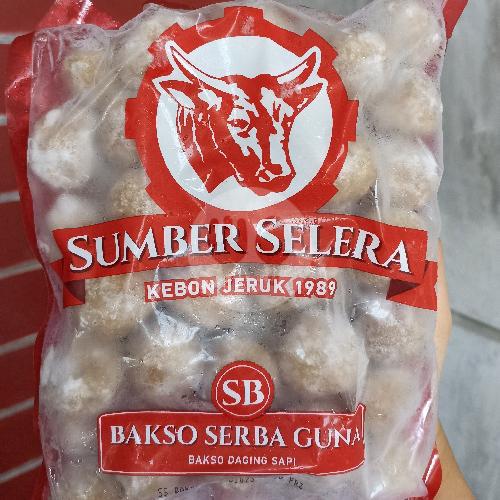 SUMBER SELERA
KEBON JERUK 1989
SB
BAKSO SERBA GUNA
BAKSO DAGING SAPI